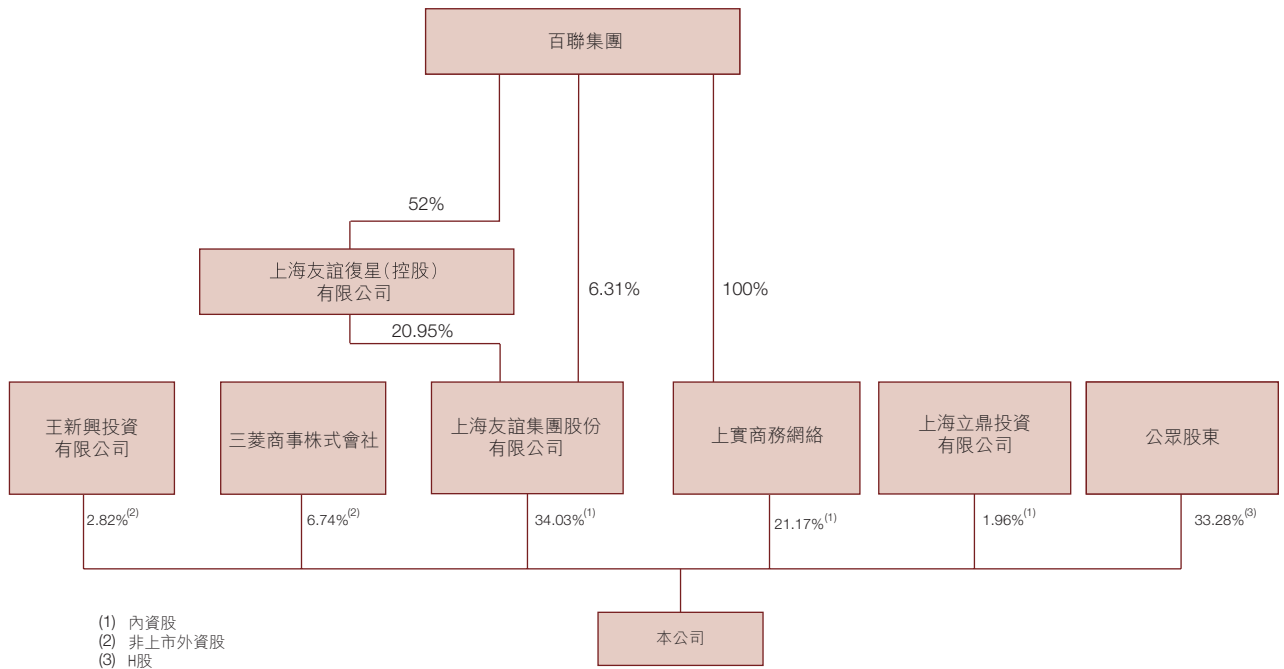 百聯集團
52%
上海友誼復星(控股)
有限公司
6.31%
100%
20.95%
王新興投資
有限公司
三菱商事株式會社
上海友誼集團股份
有限公司
上實商務網絡
上海立鼎投資
有限公司
公眾股東
2.82%(2)
6.74%(2)
34.03%(1)
21.17%(1)
1.96%(1)
33.28%(3)
本公司
(1) 內資股
(2) 非上市外資股
(3) H股